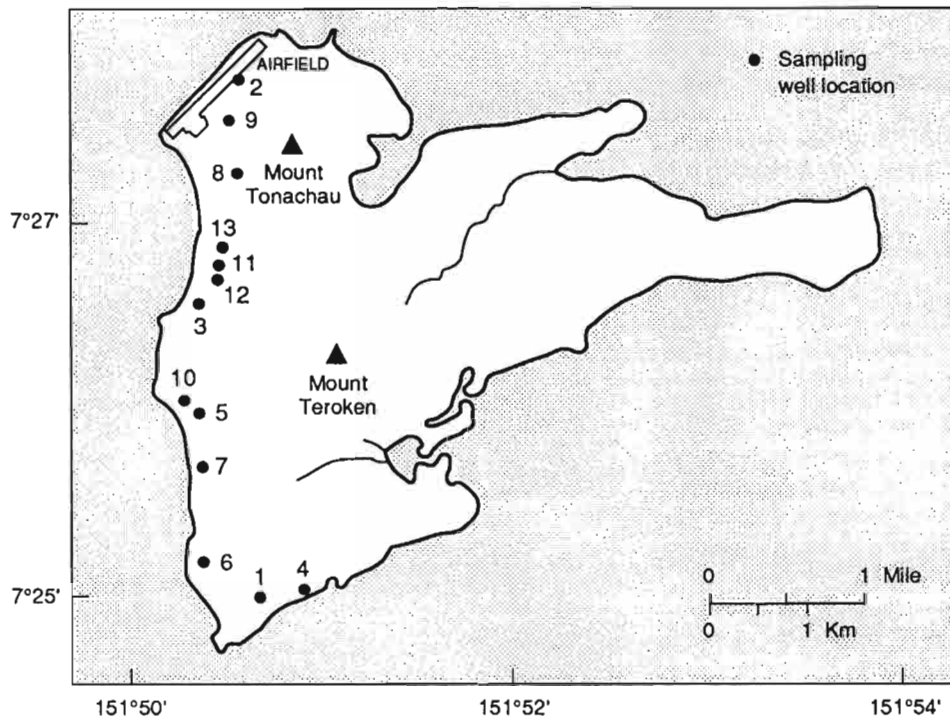 AIRFIELD
2
9
Sampling
well location
Mount
Tonachau
8
7°27'
13
11
12
3
Mount
Teroken
10
5
7
6
1
4
7°25'
0 1 Mile
0 1 Km
151°50'
151°52'
151°54'